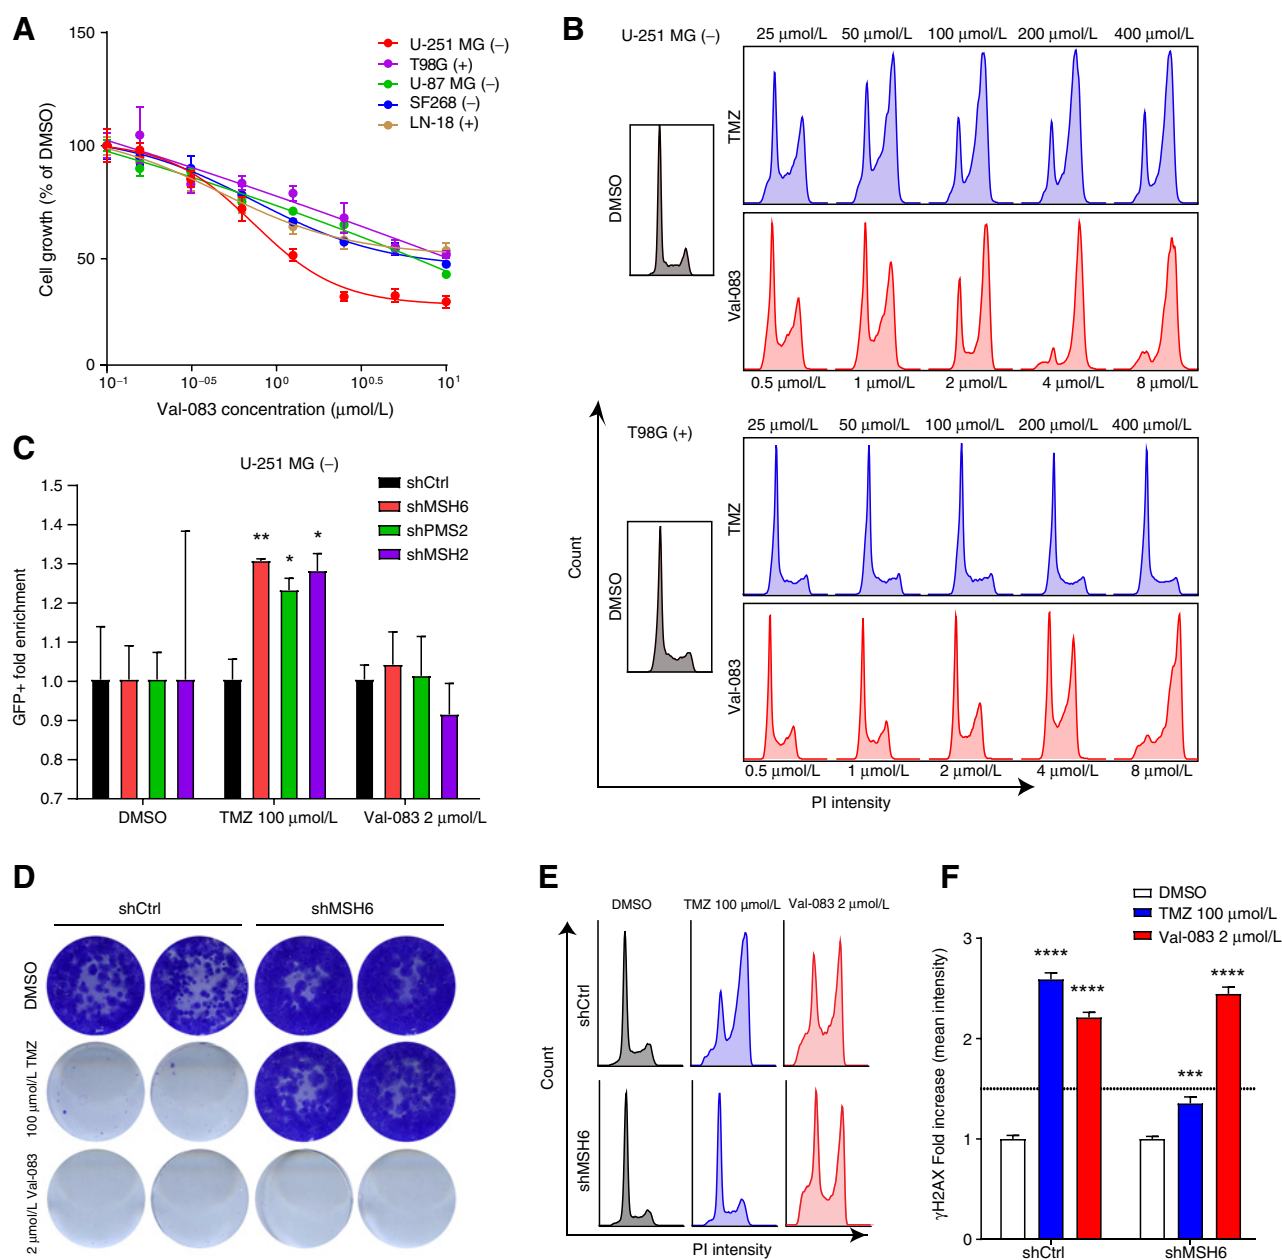 A
150
100
50
0
Cell growth (% of DMSO)
10⁻¹
10⁻⁰⁵
10⁰
10⁰·⁵
10¹
Val-083 concentration (μmol/L)
U-251 MG (−)
T98G (+)
U-87 MG (−)
SF268 (−)
LN-18 (+)
B
U-251 MG (−)
25 μmol/L
50 μmol/L
100 μmol/L
200 μmol/L
400 μmol/L
DMSO
TMZ
Val-083
0.5 μmol/L
1 μmol/L
2 μmol/L
4 μmol/L
8 μmol/L
T98G (+)
25 μmol/L
50 μmol/L
100 μmol/L
200 μmol/L
400 μmol/L
Count
DMSO
TMZ
Val-083
0.5 μmol/L
1 μmol/L
2 μmol/L
4 μmol/L
8 μmol/L
PI intensity
C
U-251 MG (−)
shCtrl
shMSH6
shPMS2
shMSH2
1.5
1.4
1.3
1.2
1.1
1.0
0.9
0.8
0.7
GFP+ fold enrichment
**
*
*
DMSO
TMZ 100 μmol/L
Val-083 2 μmol/L
D
shCtrl
shMSH6
DMSO
100 μmol/L TMZ
2 μmol/L Val-083
E
DMSO
TMZ 100 μmol/L
Val-083 2 μmol/L
shCtrl
shMSH6
Count
PI intensity
F
DMSO
TMZ 100 μmol/L
Val-083 2 μmol/L
3
2
1
0
γH2AX Fold increase (mean intensity)
****
****
***
****
shCtrl
shMSH6